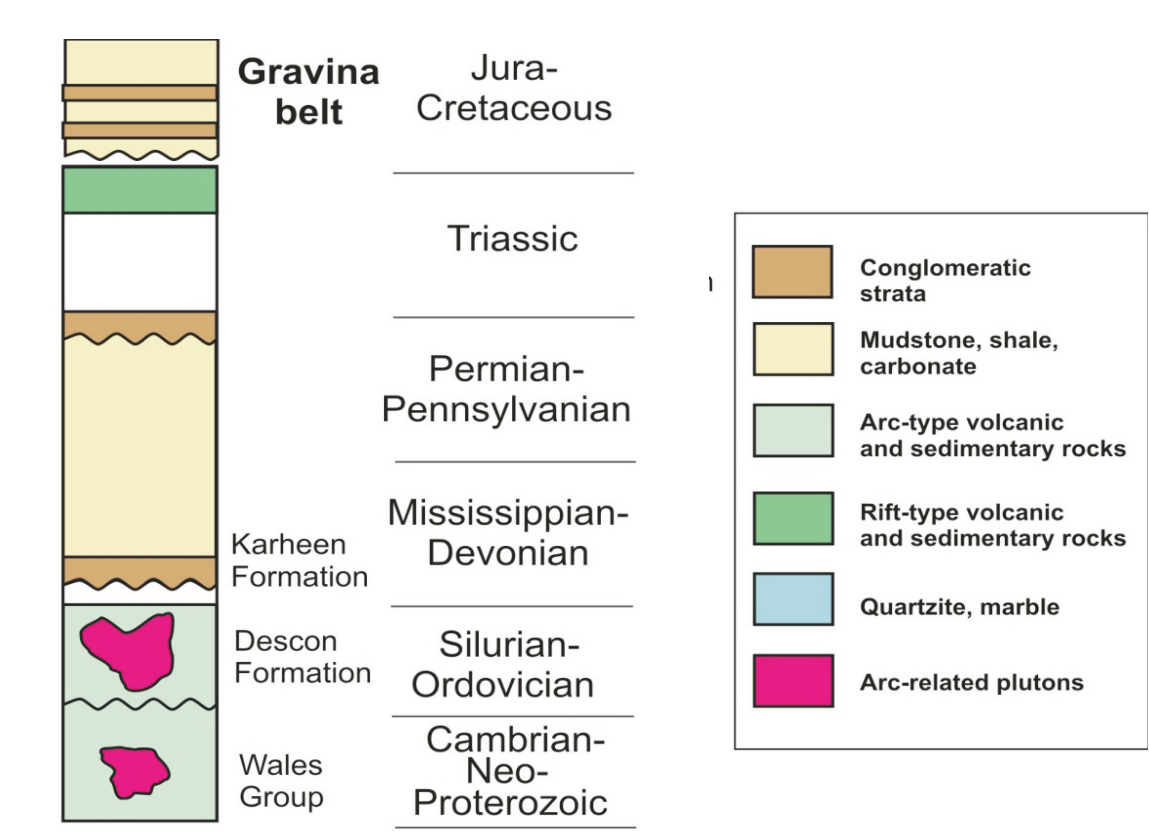 Gravina
belt
Jura-
Cretaceous
Triassic
Permian-
Pennsylvanian
Mississippian-
Devonian
Karheen
Formation
Descon
Formation
Silurian-
Ordovician
Cambrian-
Neo-
Proterozoic
Wales
Group
Conglomeratic
strata
Mudstone, shale,
carbonate
Arc-type volcanic
and sedimentary rocks
Rift-type volcanic
and sedimentary rocks
Quartzite, marble
Arc-related plutons